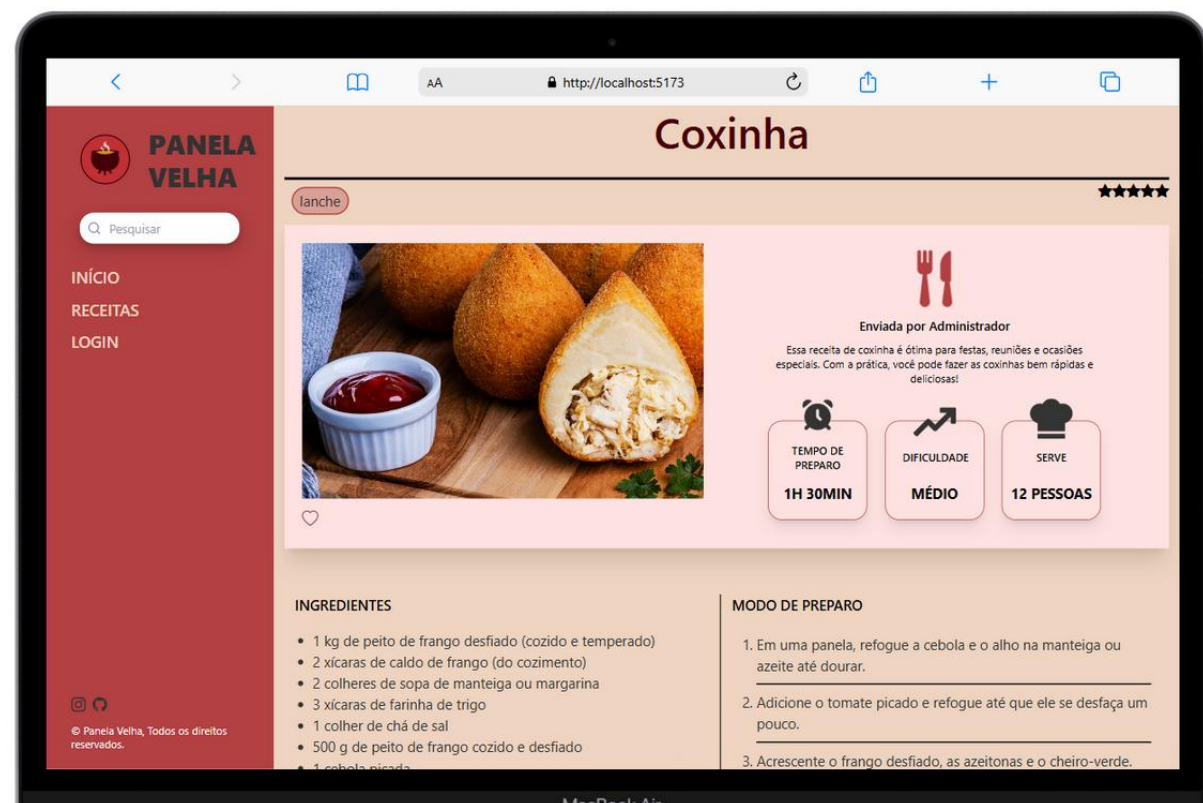 AA
http://localhost:5173
PANELA
VELHA
Pesquisar
INÍCIO
RECEITAS
LOGIN
© Panela Velha, Todos os direitos
reservados.
Coxinha
lanche
Enviada por Administrador
Essa receita de coxinha é ótima para festas, reuniões e ocasiões
especiais. Com a prática, você pode fazer as coxinhas bem rápidas e
deliciosas!
TEMPO DE
PREPARO
1H 30MIN
DIFICULDADE
MÉDIO
SERVE
12 PESSOAS
INGREDIENTES
• 1 kg de peito de frango desfiado (cozido e temperado)
• 2 xícaras de caldo de frango (do cozimento)
• 2 colheres de sopa de manteiga ou margarina
• 3 xícaras de farinha de trigo
• 1 colher de chá de sal
• 500 g de peito de frango cozido e desfiado
• 1 cebola picada
MODO DE PREPARO
1. Em uma panela, refogue a cebola e o alho na manteiga ou
azeite até dourar.
2. Adicione o tomate picado e refogue até que ele se desfaça um
pouco.
3. Acrescente o frango desfiado, as azeitonas e o cheiro-verde.
MacBook Air